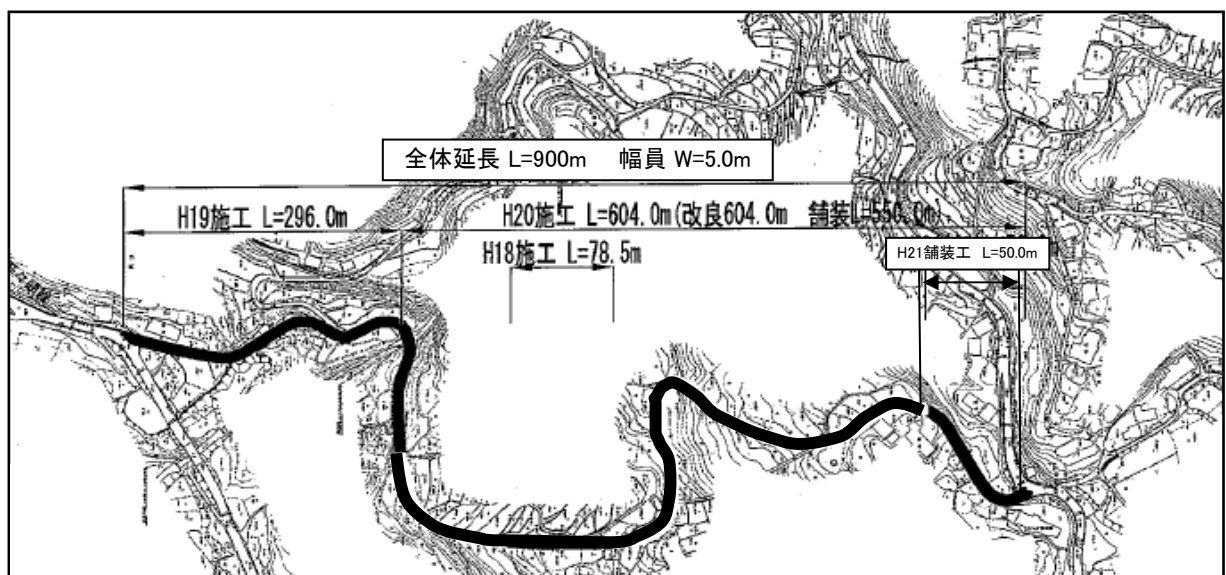 全体延長 L=900m 幅員 W=5.0m
H19施工 L=296.0m
H20施工 L=604.0m(改良604.0m 舗装L=550.0m)
H18施工 L=78.5m
H21舗装工 L=50.0m